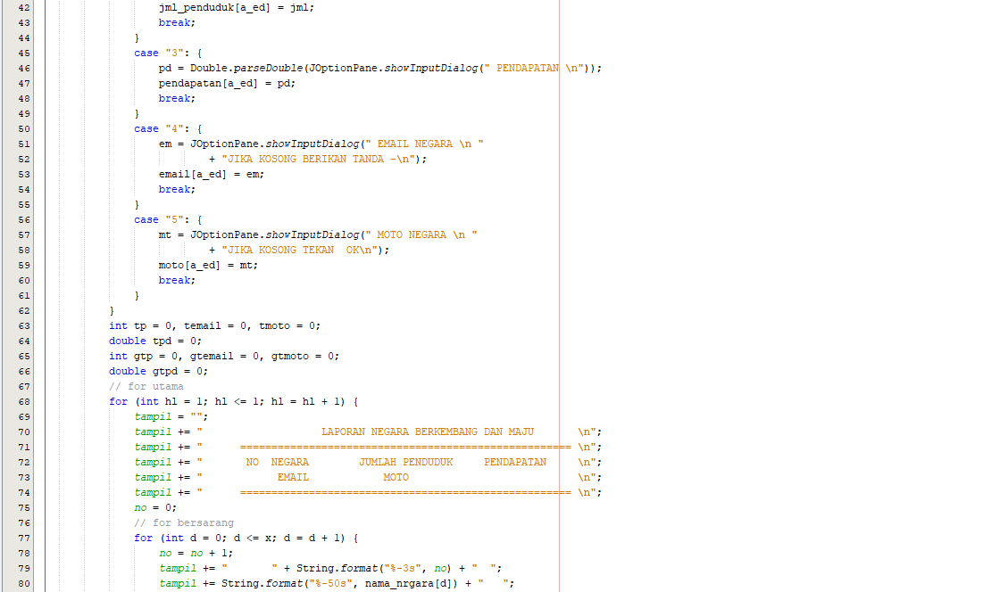 42 jml_penduduk[a_ed] = jml;
43 break;
44 }
45 case "3": {
46 pd = Double.parseDouble(JOptionPane.showInputDialog(" PENDAPATAN \n"));
47 pendapatan[a_ed] = pd;
48 break;
49 }
50 case "4": {
51 em = JOptionPane.showInputDialog(" EMAIL NEGARA \n "
52 + "JIKA KOSONG BERIKAN TANDA -\n");
53 email[a_ed] = em;
54 break;
55 }
56 case "5": {
57 mt = JOptionPane.showInputDialog(" MOTO NEGARA \n "
58 + "JIKA KOSONG TEKAN  OK\n");
59 moto[a_ed] = mt;
60 break;
61 }
62 }
63 int tp = 0, temail = 0, tmoto = 0;
64 double tpd = 0;
65 int gtp = 0, gtemail = 0, gtmoto = 0;
66 double gtpd = 0;
67 // for utama
68 for (int hl = 1; hl <= 1; hl = hl + 1) {
69 tampil = "";
70 tampil += "                   LAPORAN NEGARA BERKEMBANG DAN MAJU       \n";
71 tampil += "      ===================================================== \n";
72 tampil += "       NO  NEGARA        JUMLAH PENDUDUK     PENDAPATAN     \n";
73 tampil += "            EMAIL            MOTO                           \n";
74 tampil += "      ===================================================== \n";
75 no = 0;
76 // for bersarang
77 for (int d = 0; d <= x; d = d + 1) {
78 no = no + 1;
79 tampil += "       " + String.format("%-3s", no) + "  ";
80 tampil += String.format("%-50s", nama_nrgara[d]) + "   ";